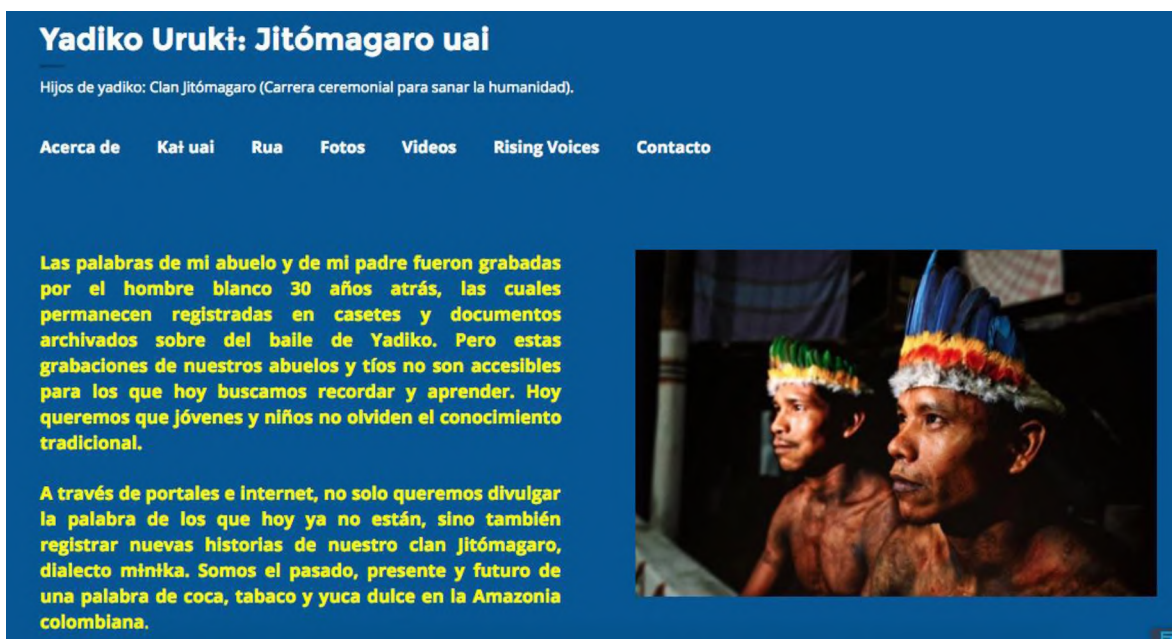 Yadiko Urukɨ: Jitómagaro uai
Hijos de yadiko: Clan Jitómagaro (Carrera ceremonial para sanar la humanidad).
Acerca de Kaɨ uai Rua Fotos Videos Rising Voices Contacto
Las palabras de mi abuelo y de mi padre fueron grabadas
por el hombre blanco 30 años atrás, las cuales
permanecen registradas en casetes y documentos
archivados sobre del baile de Yadiko. Pero estas
grabaciones de nuestros abuelos y tíos no son accesibles
para los que hoy buscamos recordar y aprender. Hoy
queremos que jóvenes y niños no olviden el conocimiento
tradicional.
A través de portales e internet, no solo queremos divulgar
la palabra de los que hoy ya no están, sino también
registrar nuevas historias de nuestro clan Jitómagaro,
dialecto mɨnɨka. Somos el pasado, presente y futuro de
una palabra de coca, tabaco y yuca dulce en la Amazonia
colombiana.